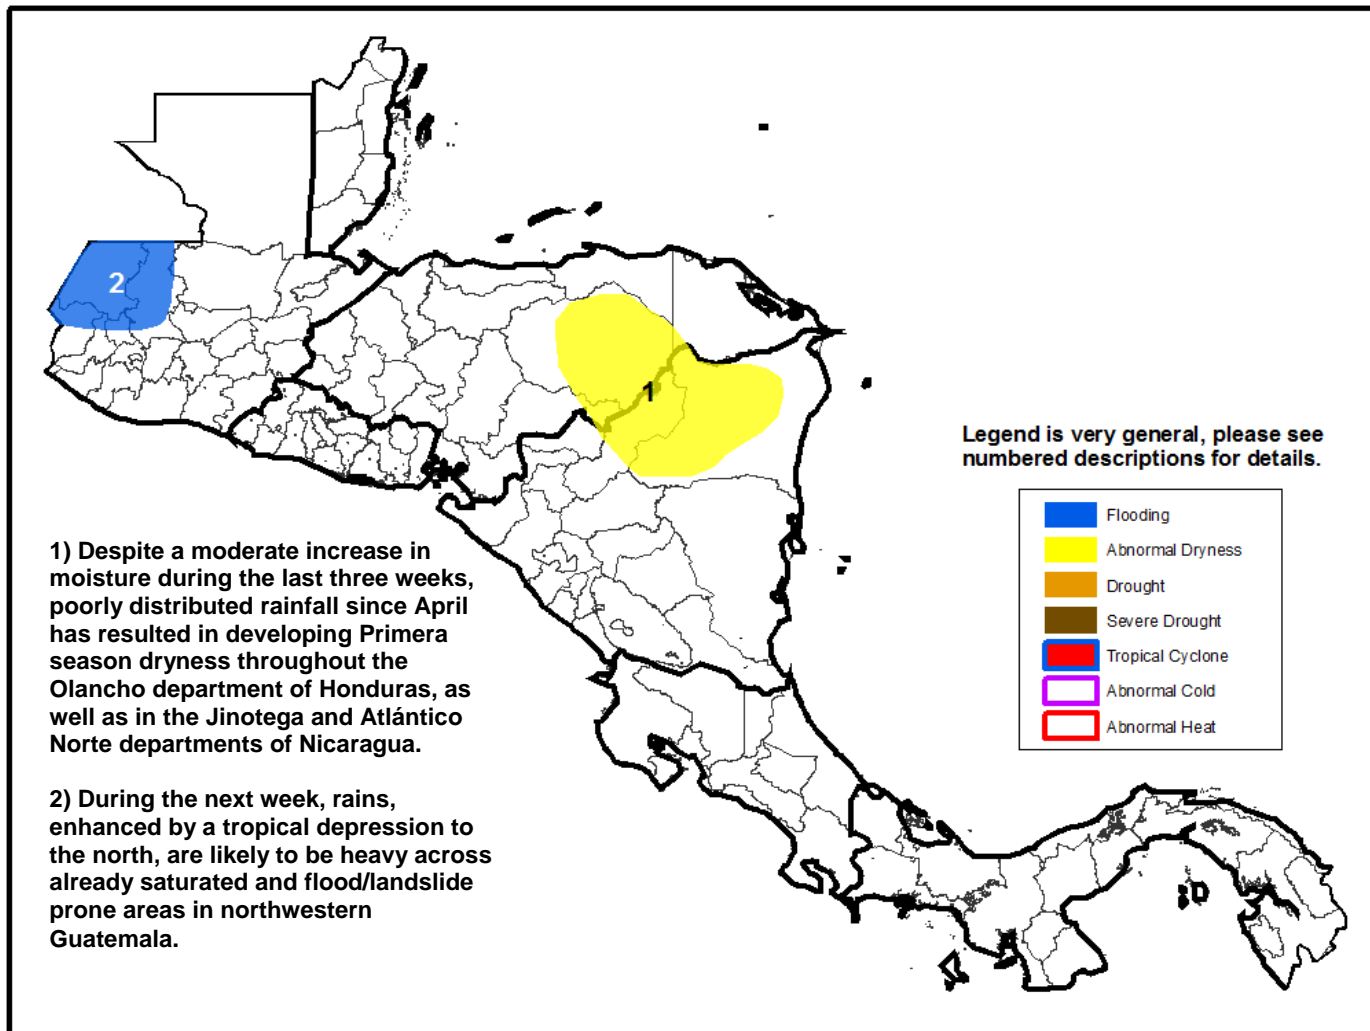 2
1
Legend is very general, please see
numbered descriptions for details.
Flooding
Abnormal Dryness
Drought
Severe Drought
Tropical Cyclone
Abnormal Cold
Abnormal Heat
1) Despite a moderate increase in
moisture during the last three weeks,
poorly distributed rainfall since April
has resulted in developing Primera
season dryness throughout the
Olancho department of Honduras, as
well as in the Jinotega and Atlántico
Norte departments of Nicaragua.
2) During the next week, rains,
enhanced by a tropical depression to
the north, are likely to be heavy across
already saturated and flood/landslide
prone areas in northwestern
Guatemala.